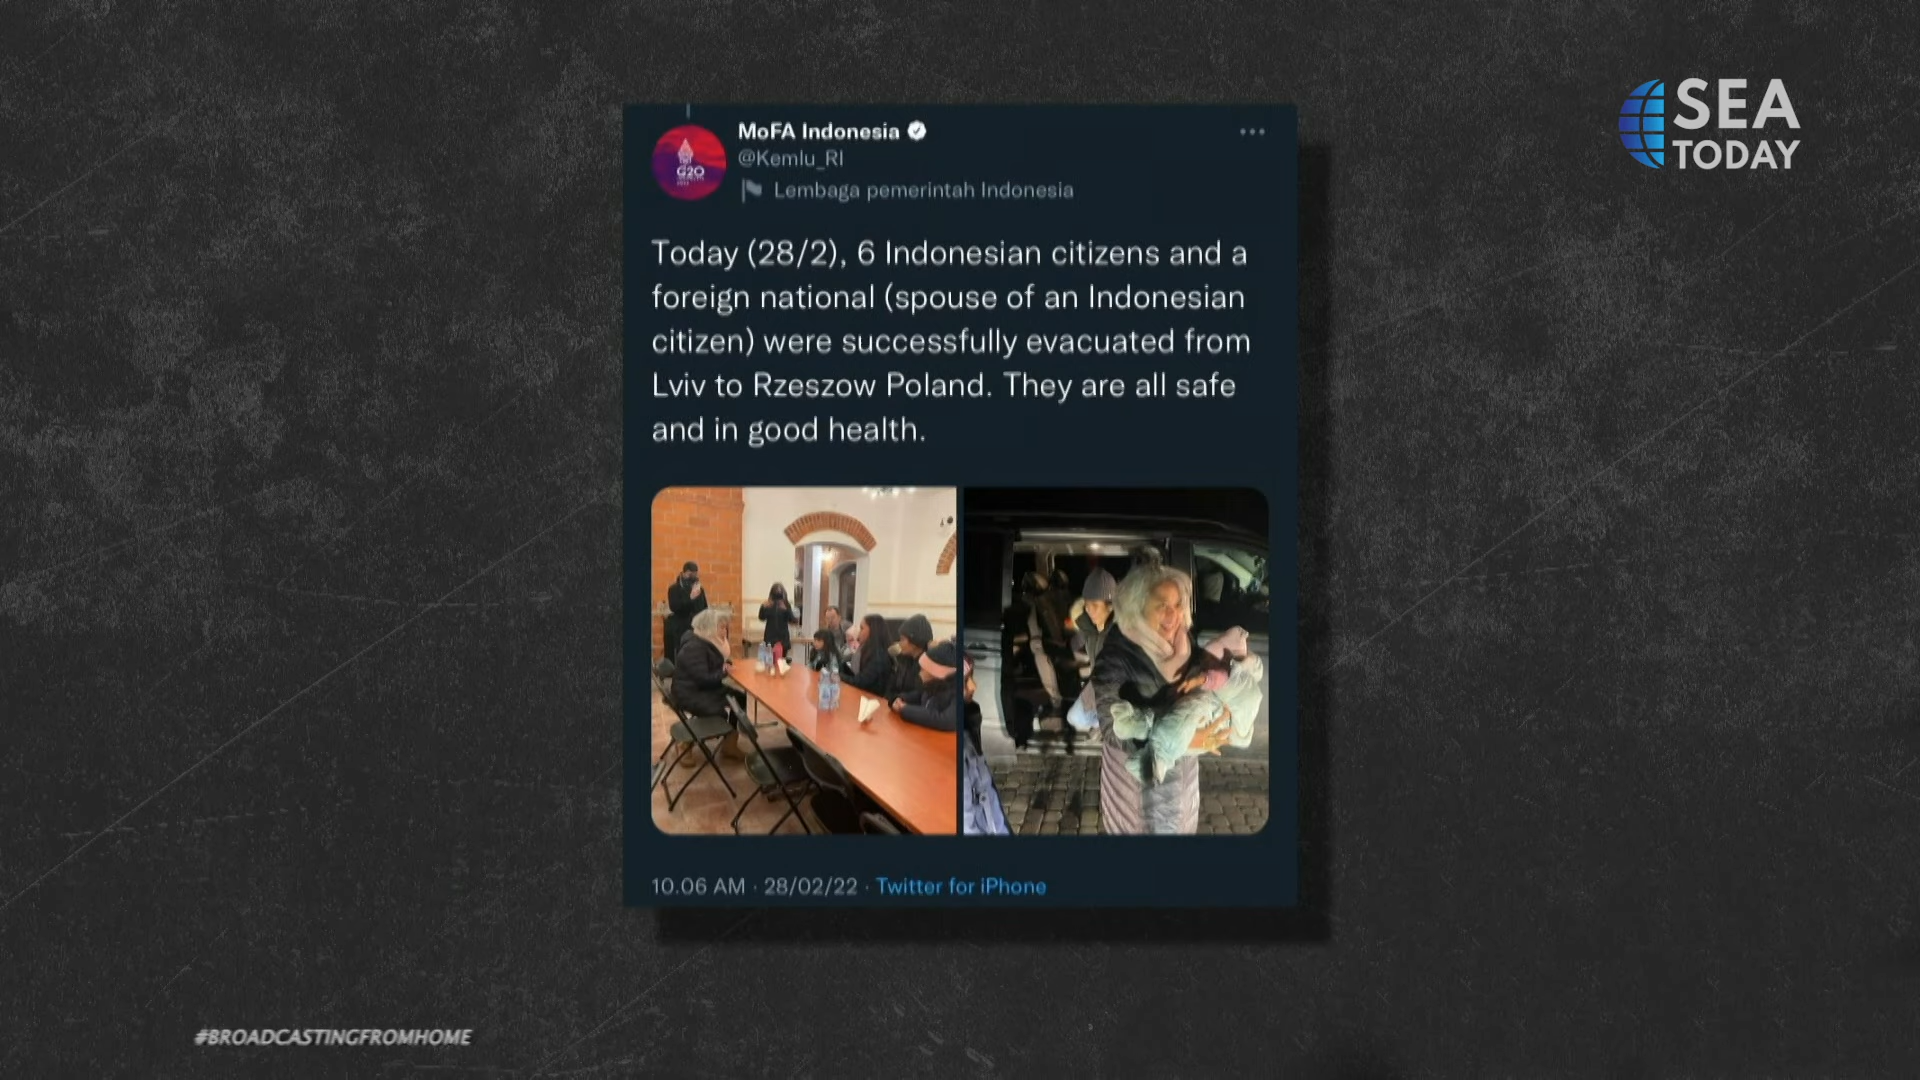 SEA
TODAY
MoFA Indonesia
@Kemlu_RI
Lembaga pemerintah Indonesia
G20
Today (28/2), 6 Indonesian citizens and a
foreign national (spouse of an Indonesian
citizen) were successfully evacuated from
Lviv to Rzeszow Poland. They are all safe
and in good health.
10.06 AM · 28/02/22 · Twitter for iPhone
#BROADCASTINGFROMHOME